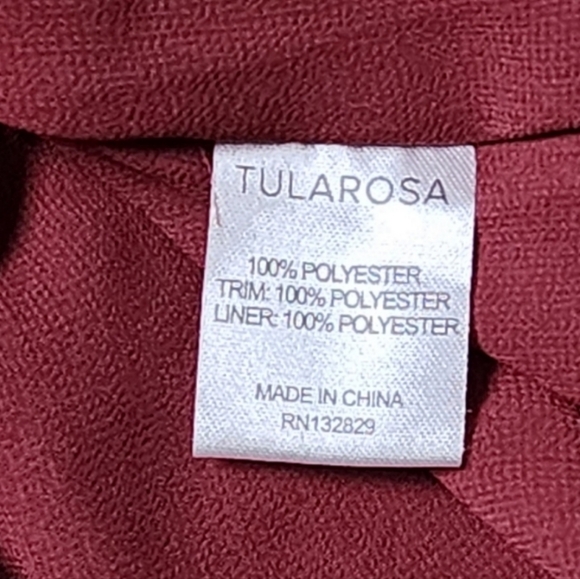 TULAROSA
100% POLYESTER
TRIM: 100% POLYESTER
LINER: 100% POLYESTER
MADE IN CHINA
RN132829